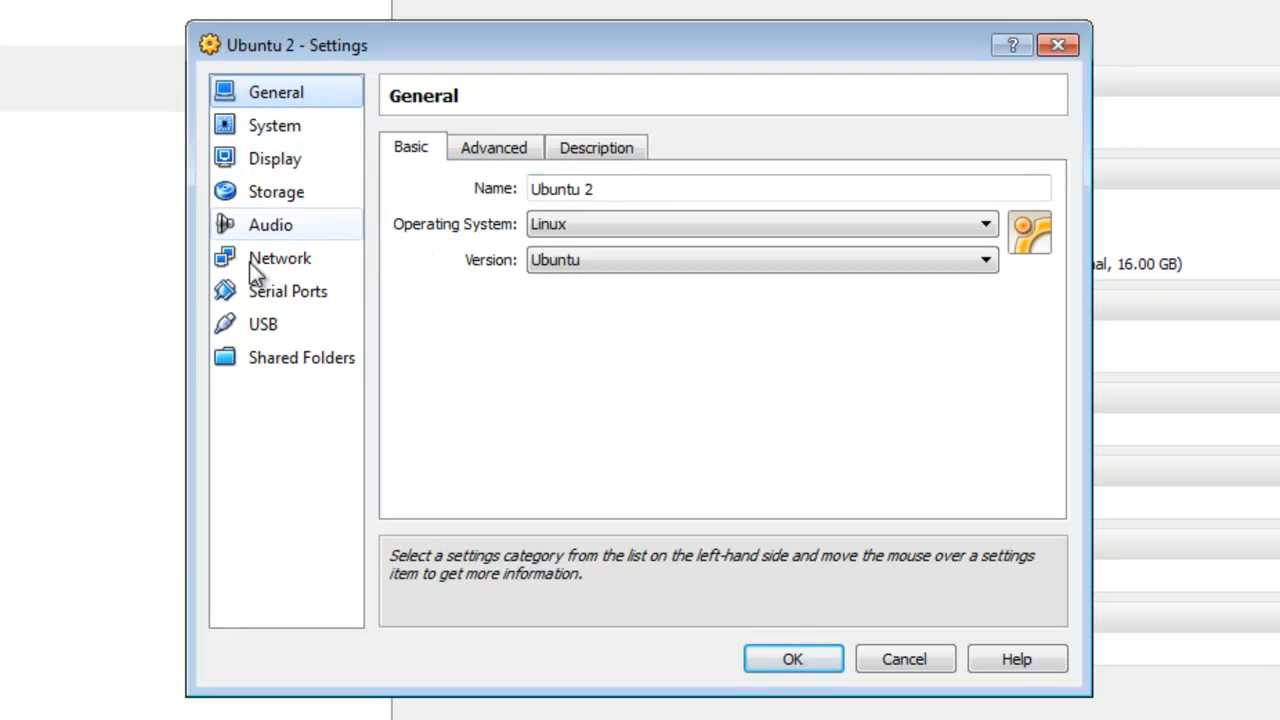 Ubuntu 2 - Settings
General
System
Display
Storage
Audio
Network
Serial Ports
USB
Shared Folders
General
Basic
Advanced
Description
Name:
Ubuntu 2
Operating System:
Linux
Version:
Ubuntu
al, 16.00 GB)
Select a settings category from the list on the left-hand side and move the mouse over a settings
item to get more information.
OK
Cancel
Help